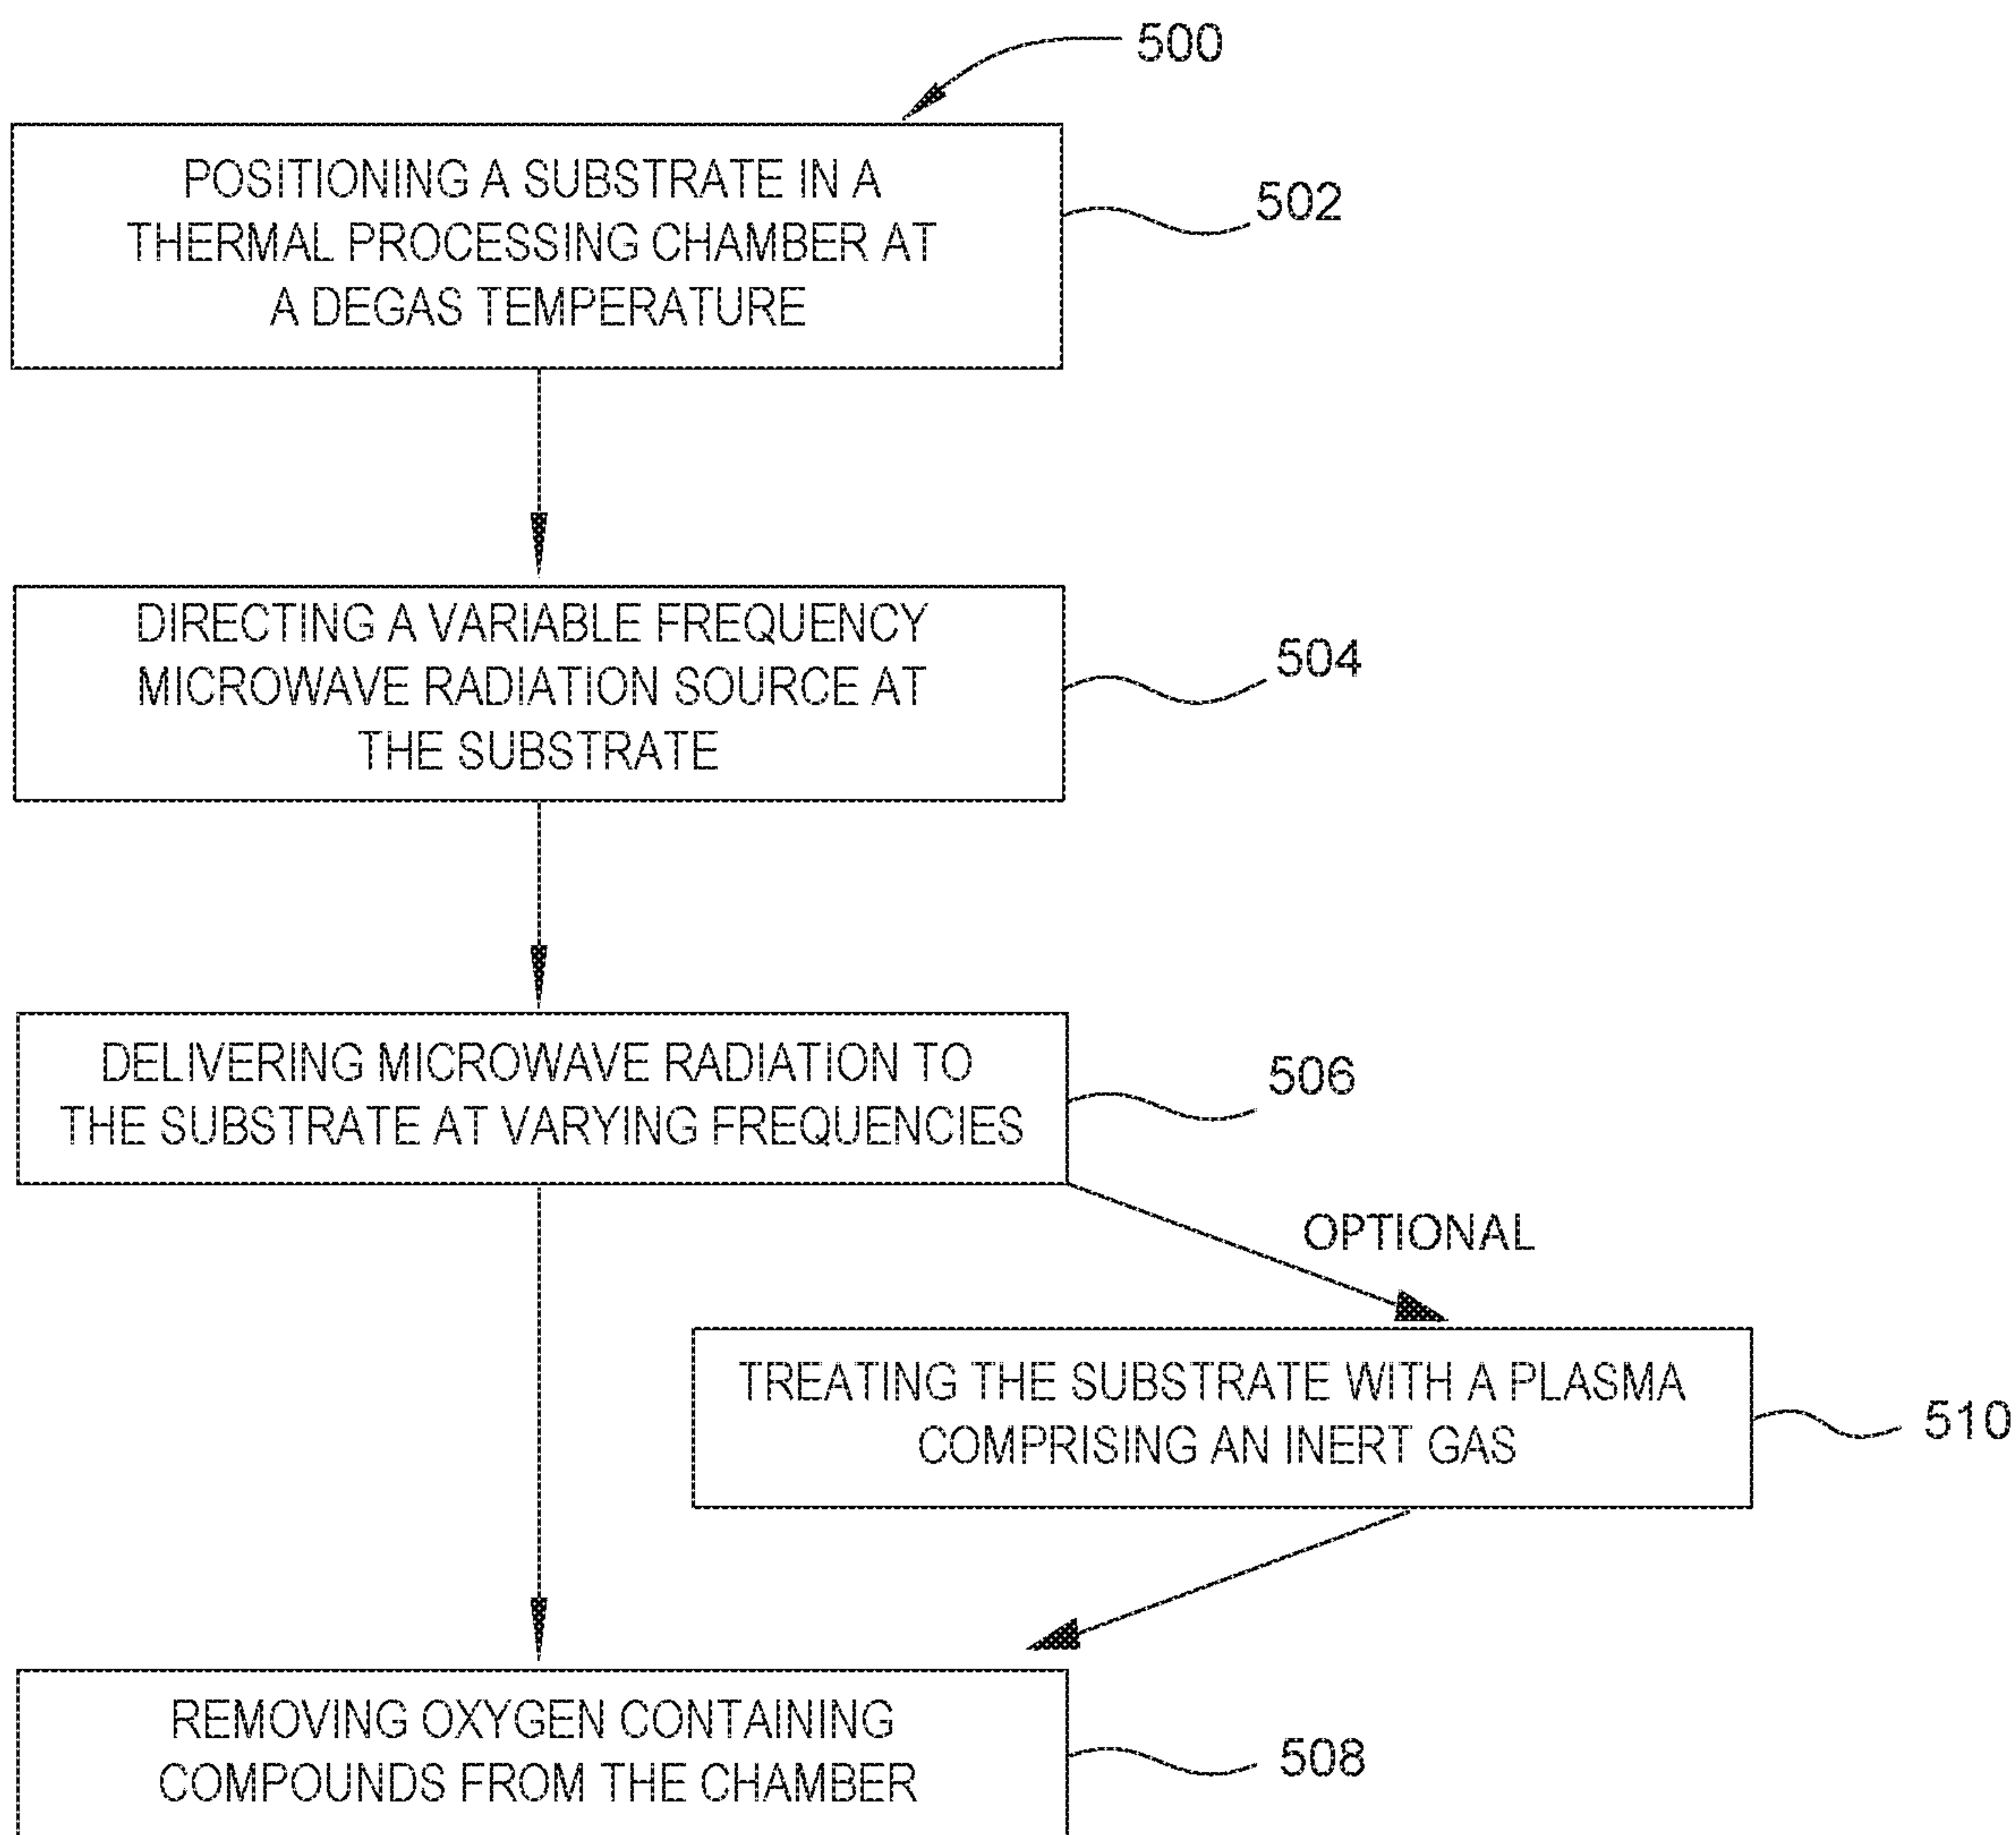 500
POSITIONING A SUBSTRATE IN A
THERMAL PROCESSING CHAMBER AT
A DEGAS TEMPERATURE
502
DIRECTING A VARIABLE FREQUENCY
MICROWAVE RADIATION SOURCE AT
THE SUBSTRATE
504
DELIVERING MICROWAVE RADIATION TO
THE SUBSTRATE AT VARYING FREQUENCIES
506
OPTIONAL
TREATING THE SUBSTRATE WITH A PLASMA
COMPRISING AN INERT GAS
510
REMOVING OXYGEN CONTAINING
COMPOUNDS FROM THE CHAMBER
508